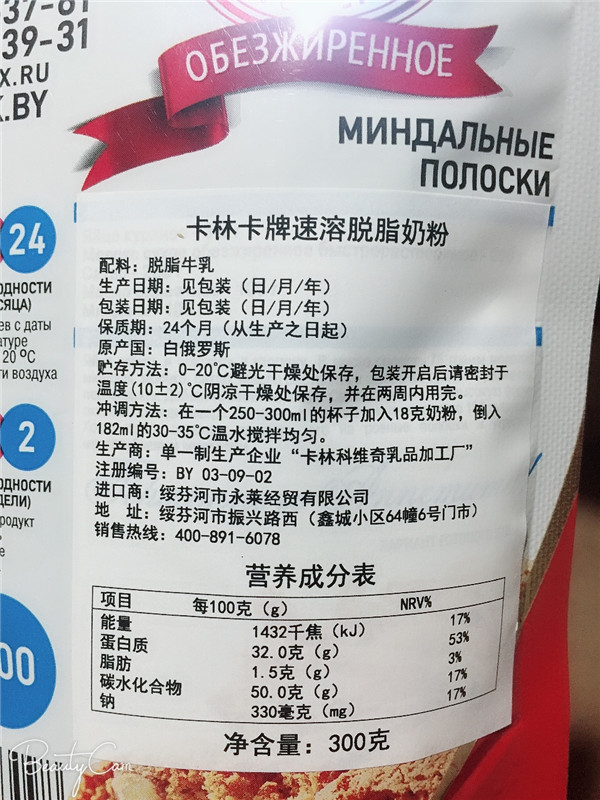 39-31
.RU
.BY
ОБЕЗЖИРЕННОЕ
МИНДАЛЬНЫЕ
ПОЛОСКИ
24
2
00
20 ºC
卡林卡牌速溶脱脂奶粉
配料：脱脂牛乳
生产日期：见包装（日/月/年）
包装日期：见包装（日/月/年）
保质期：24个月（从生产之日起）
原产国：白俄罗斯
贮存方法：0-20℃避光干燥处保存，包装开启后请密封于
温度(10±2)℃阴凉干燥处保存，并在两周内用完。
冲调方法：在一个250-300ml的杯子加入18克奶粉，倒入
182ml的30-35℃温水搅拌均匀。
生产商：单一制生产企业“卡林科维奇乳品加工厂”
注册编号：BY 03-09-02
进口商：绥芬河市永莱经贸有限公司
地 址：绥芬河市振兴路西（鑫城小区64幢6号门市）
销售热线：400-891-6078
营养成分表
项目 每100克（g） NRV%
能量 1432千焦（kJ） 17%
蛋白质 32.0克（g） 53%
脂肪 1.5克（g） 3%
碳水化合物 50.0克（g） 17%
钠 330毫克（mg） 17%
净含量：300克
BeautyCam